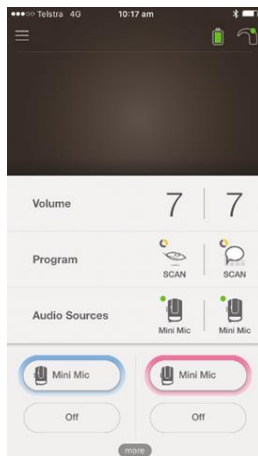 Telstra 4G 10:17 am
Volume 7 7
Program SCAN SCAN
Audio Sources Mini Mic Mini Mic
Mini Mic Mini Mic
Off Off
more